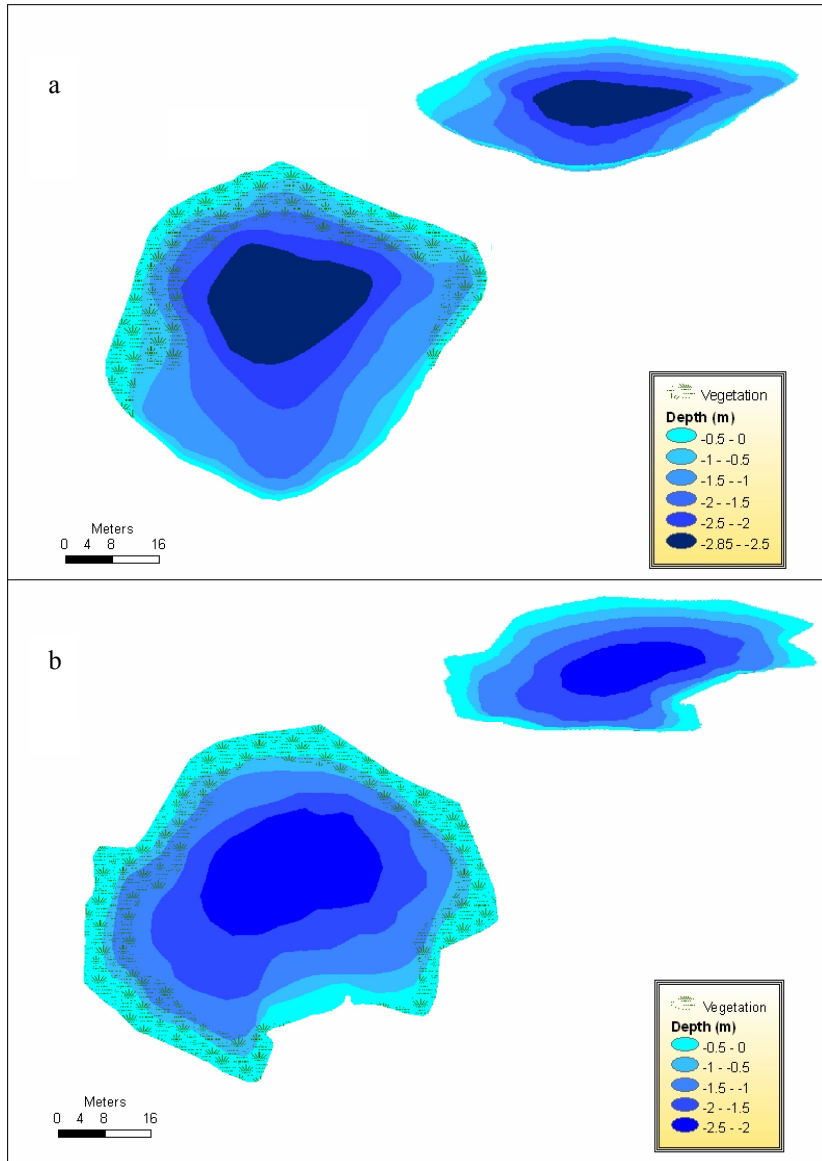 a
Vegetation
Depth (m)
-0.5 - 0
-1 - -0.5
-1.5 - -1
-2 - -1.5
-2.5 - -2
-2.85 - -2.5
Meters
0 4 8 16
b
Vegetation
Depth (m)
-0.5 - 0
-1 - -0.5
-1.5 - -1
-2 - -1.5
-2.5 - -2
Meters
0 4 8 16